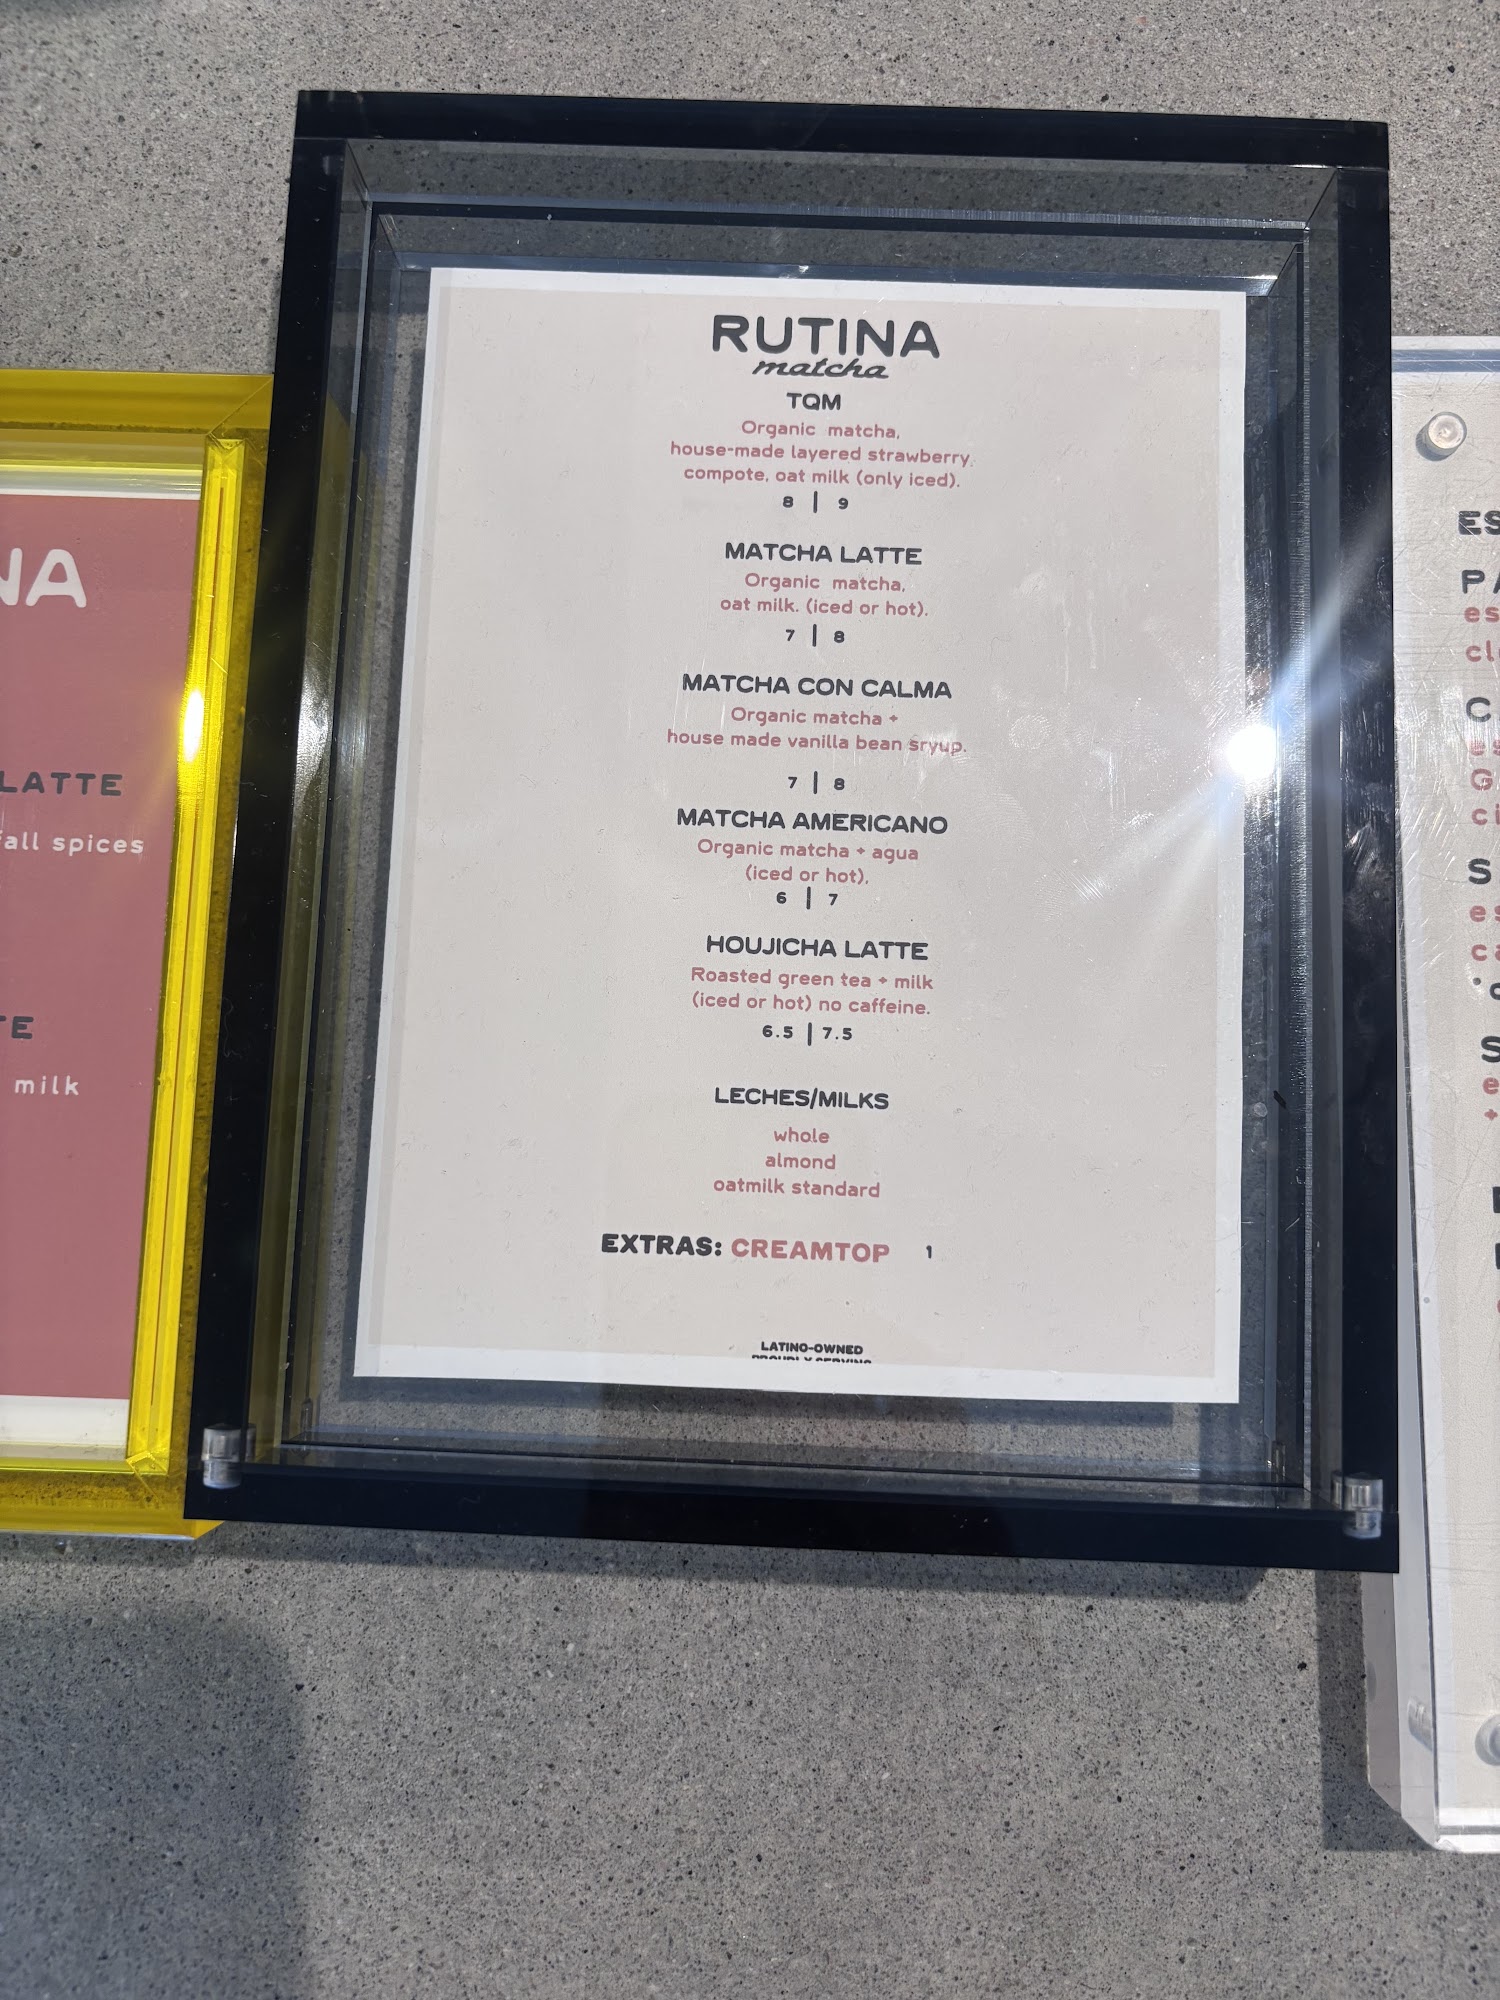 RUTINA
matcha
TQM
Organic matcha,
house-made layered strawberry
compote, oat milk (only iced).
8 | 9
MATCHA LATTE
Organic matcha,
oat milk. (iced or hot).
7 | 8
MATCHA CON CALMA
Organic matcha +
house made vanilla bean sryup.
7 | 8
MATCHA AMERICANO
Organic matcha + agua
(iced or hot),
6 | 7
HOUJICHA LATTE
Roasted green tea + milk
(iced or hot) no caffeine.
6.5 | 7.5
LECHES/MILKS
whole
almond
oatmilk standard
EXTRAS: CREAMTOP 1
LATINO-OWNED
PROUDLY SERVING
LATTE
fall spices
milk